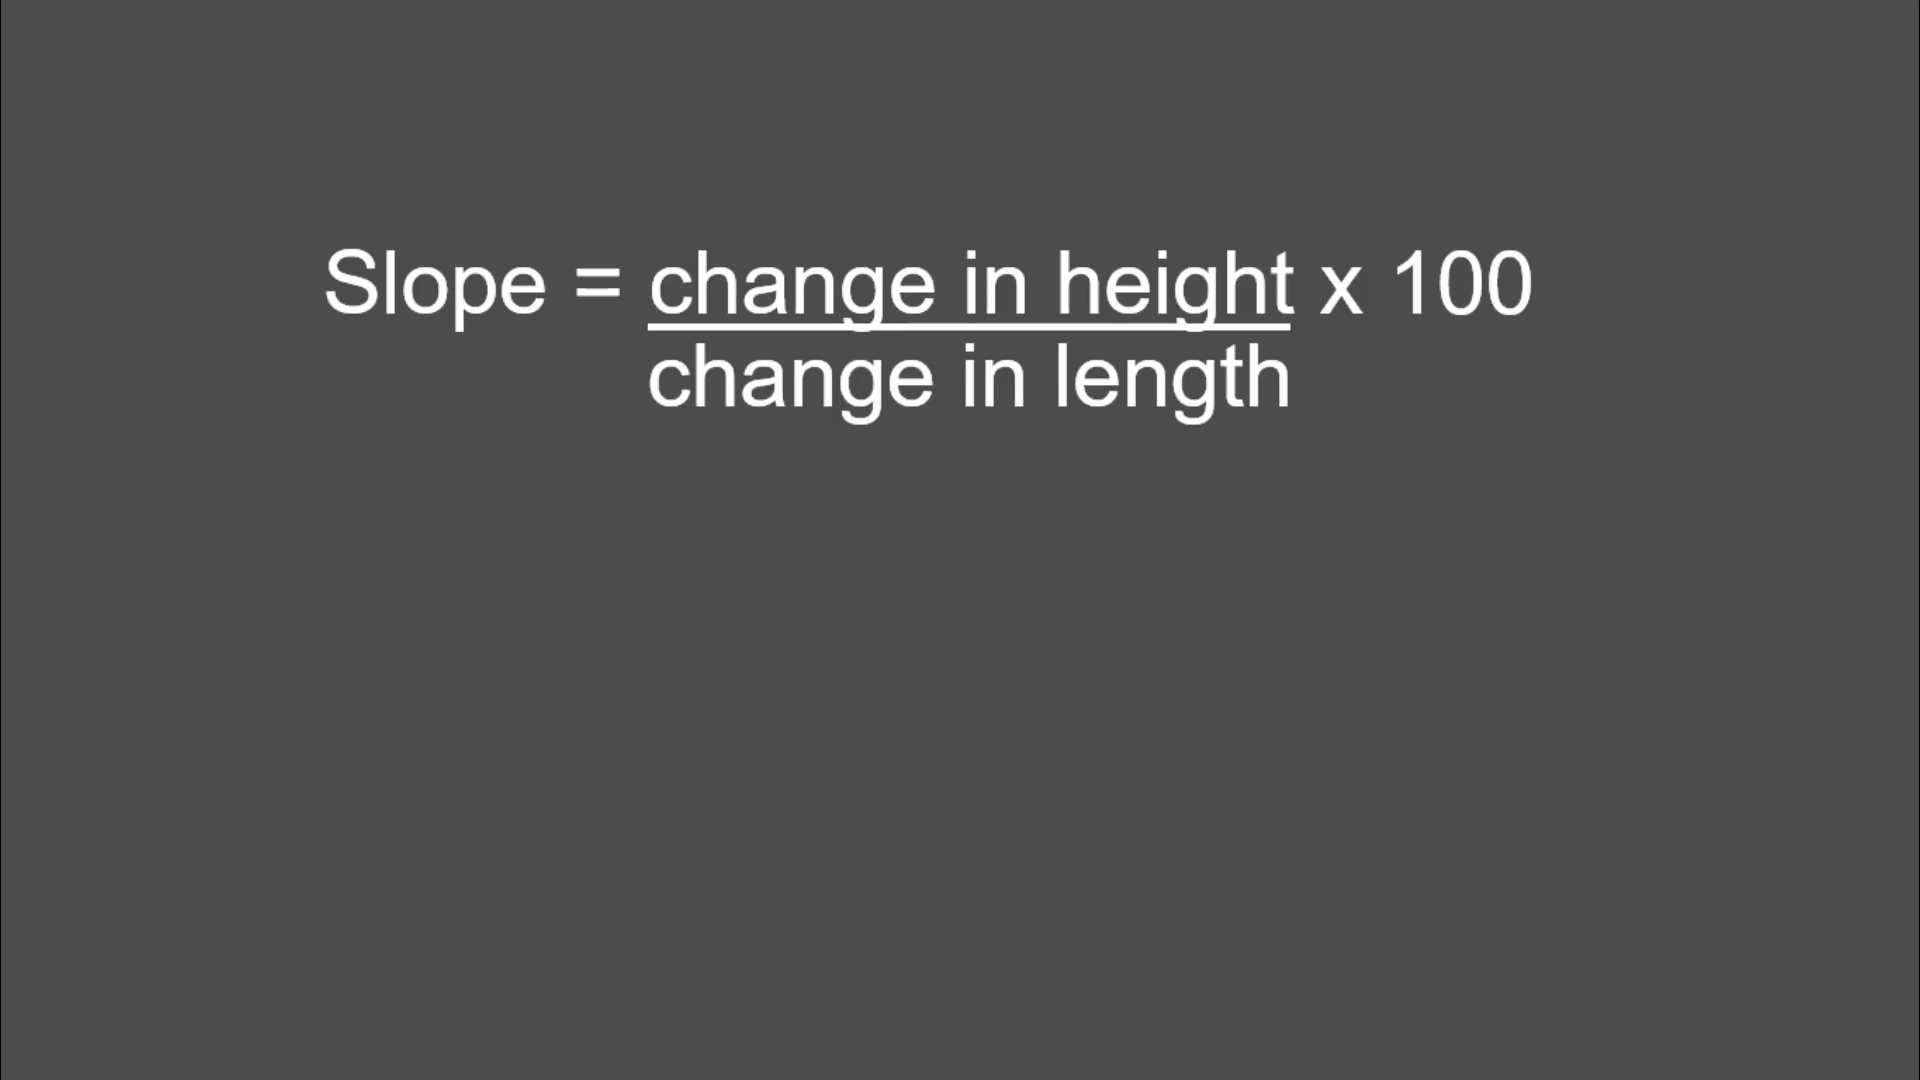 Slope = change in height x 100
change in length